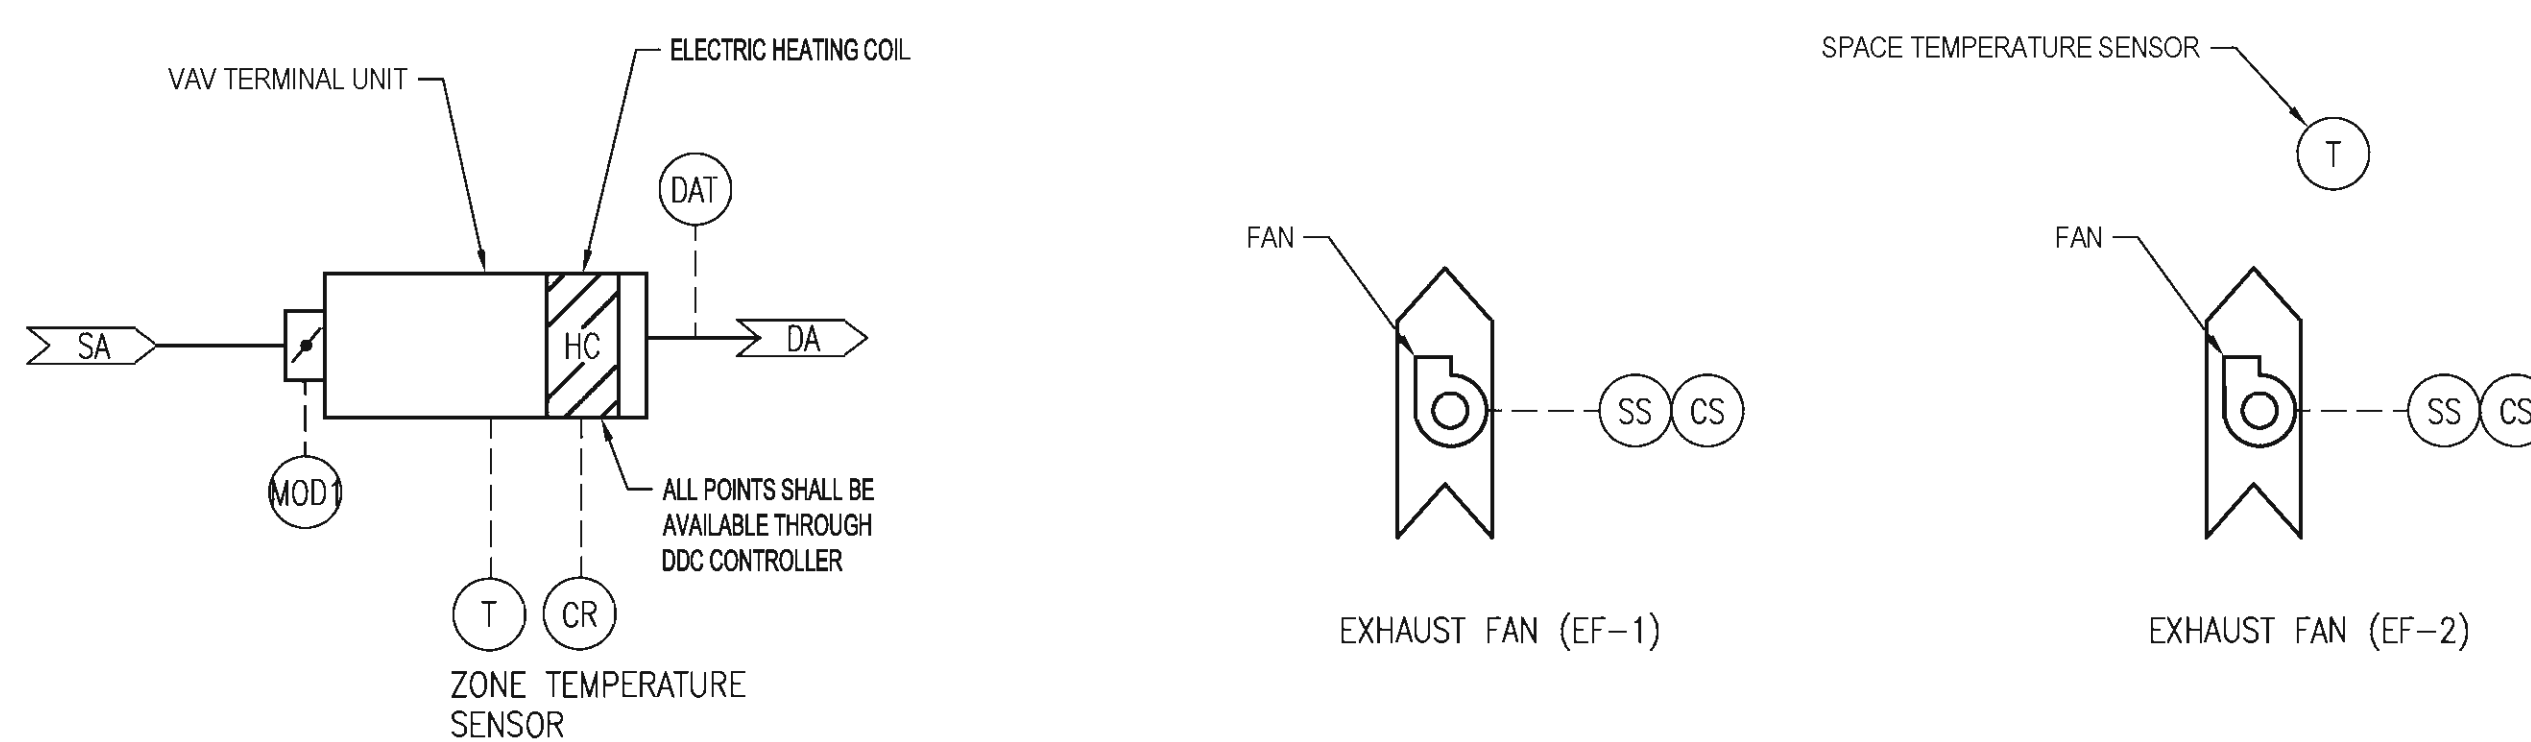 ELECTRIC HEATING COIL
VAV TERMINAL UNIT
DAT
SA
HC
DA
MOD1
ALL POINTS SHALL BE
AVAILABLE THROUGH
DDC CONTROLLER
T
CR
ZONE TEMPERATURE
SENSOR
FAN
SS
CS
EXHAUST FAN (EF-1)
SPACE TEMPERATURE SENSOR
T
FAN
SS
CS
EXHAUST FAN (EF-2)